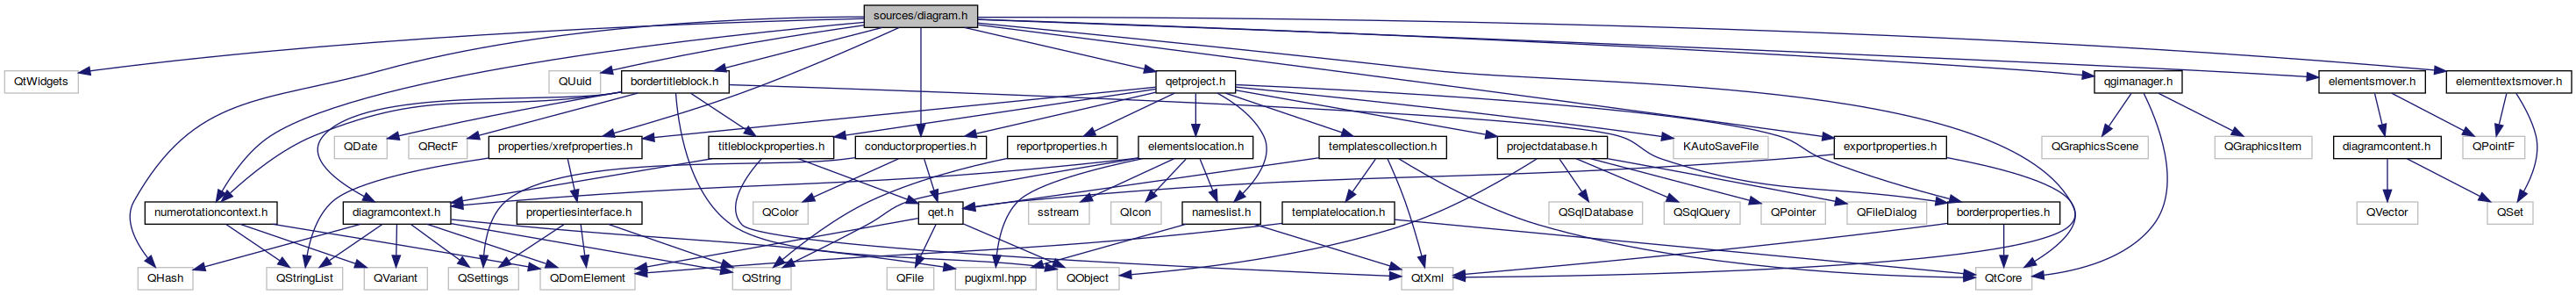 sources/diagram.h
QtWidgets
QUuid
bordertitleblock.h
qetproject.h
qgimanager.h
elementsmover.h
elementtextsmover.h
QDate
QRectF
properties/xrefproperties.h
titleblockproperties.h
conductorproperties.h
reportproperties.h
elementslocation.h
templatescollection.h
projectdatabase.h
KAutoSaveFile
exportproperties.h
QGraphicsScene
QGraphicsItem
diagramcontent.h
QPointF
numerotationcontext.h
diagramcontext.h
propertiesinterface.h
QColor
qet.h
sstream
QIcon
nameslist.h
templatelocation.h
QSqlDatabase
QSqlQuery
QPointer
QFileDialog
borderproperties.h
QVector
QSet
QHash
QStringList
QVariant
QSettings
QDomElement
QString
QFile
pugixml.hpp
QObject
QtXml
QtCore